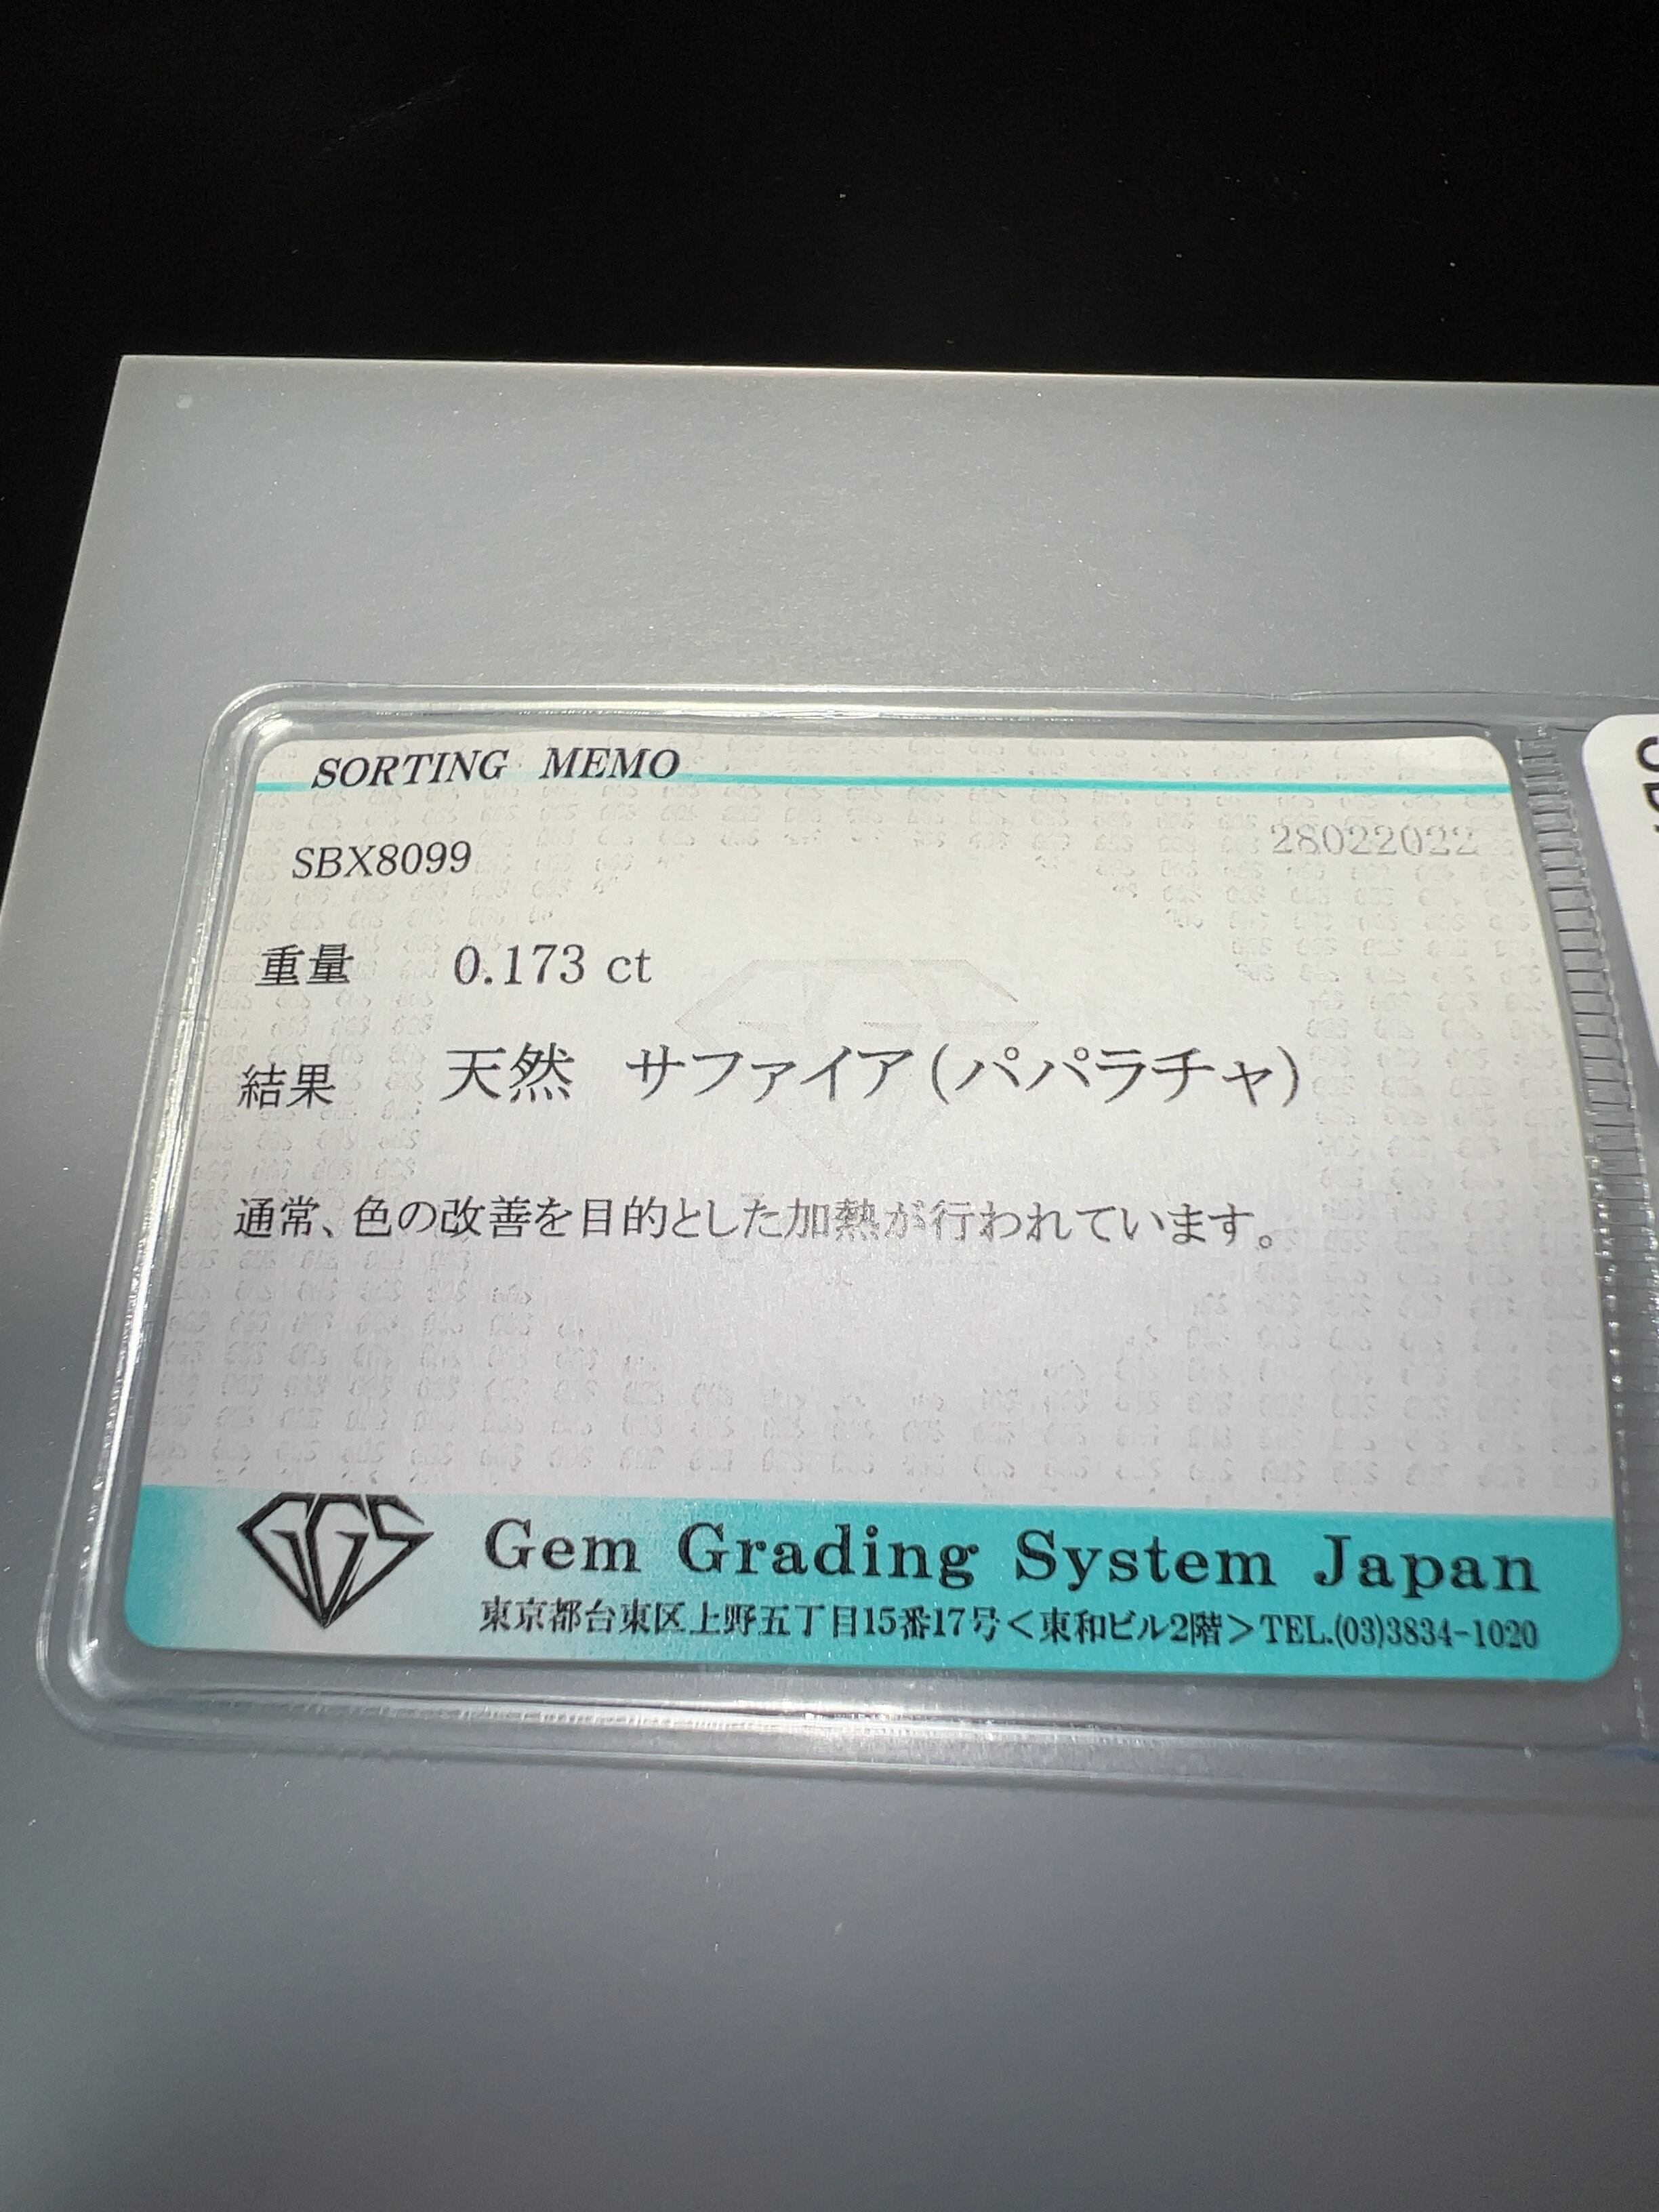 SORTING MEMO
SBX8099
28022022
重量 0.173 ct
結果 天然 サファイア(パパラチャ)
通常、色の改善を目的とした加熱が行われています。
GGS
Gem Grading System Japan
東京都台東区上野五丁目15番17号<東和ビル2階>TEL.(03)3834-1020